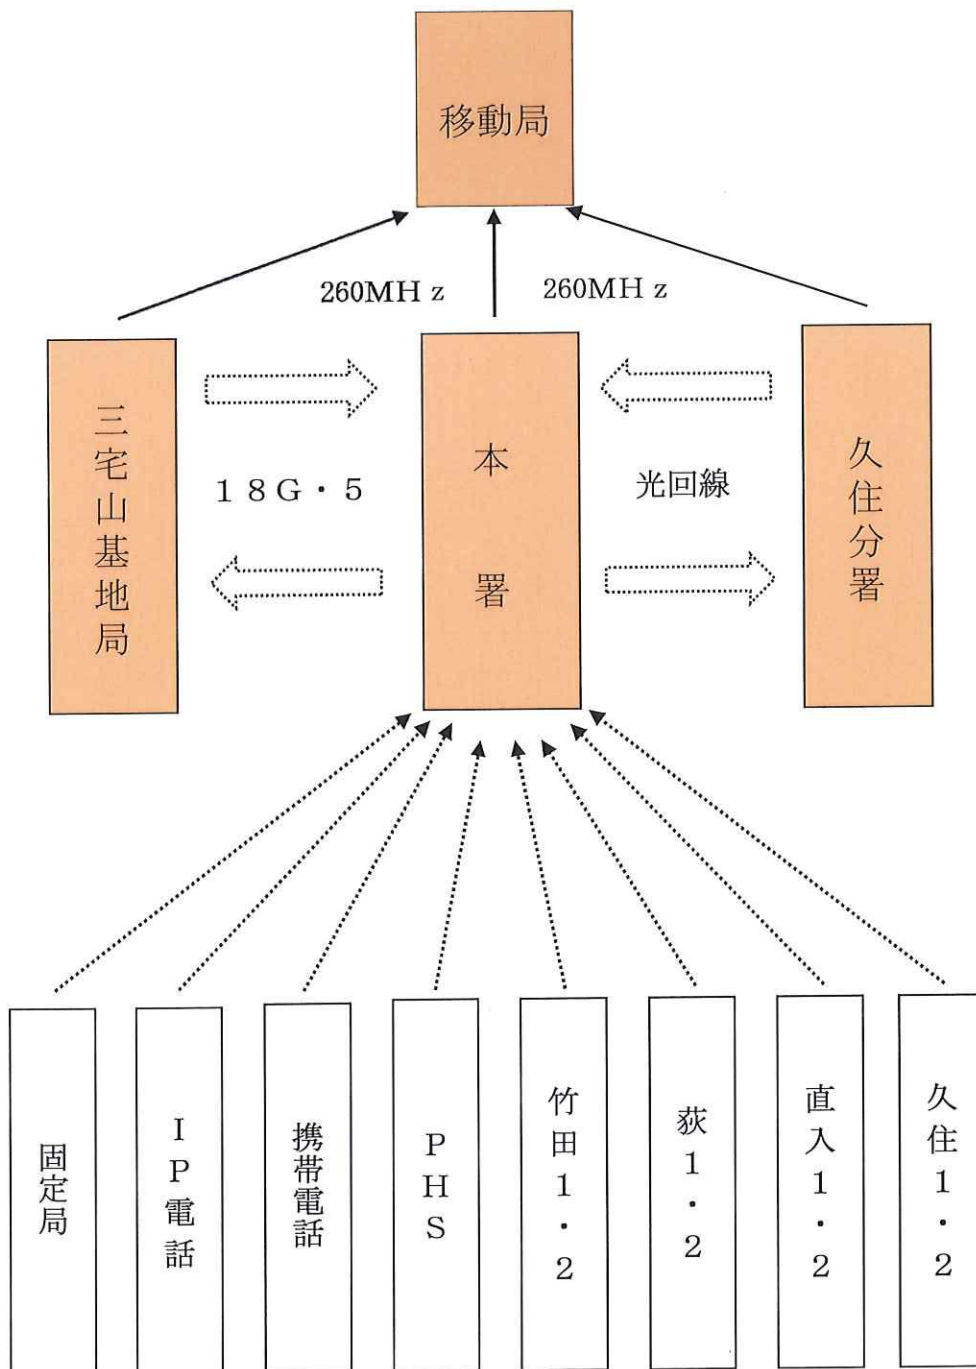 移動局
260MHz
260MHz
三宅山基地局
18G・5
本署
光回線
久住分署
固定局
IP電話
携帯電話
PHS
竹田1・2
荻1・2
直入1・2
久住1・2